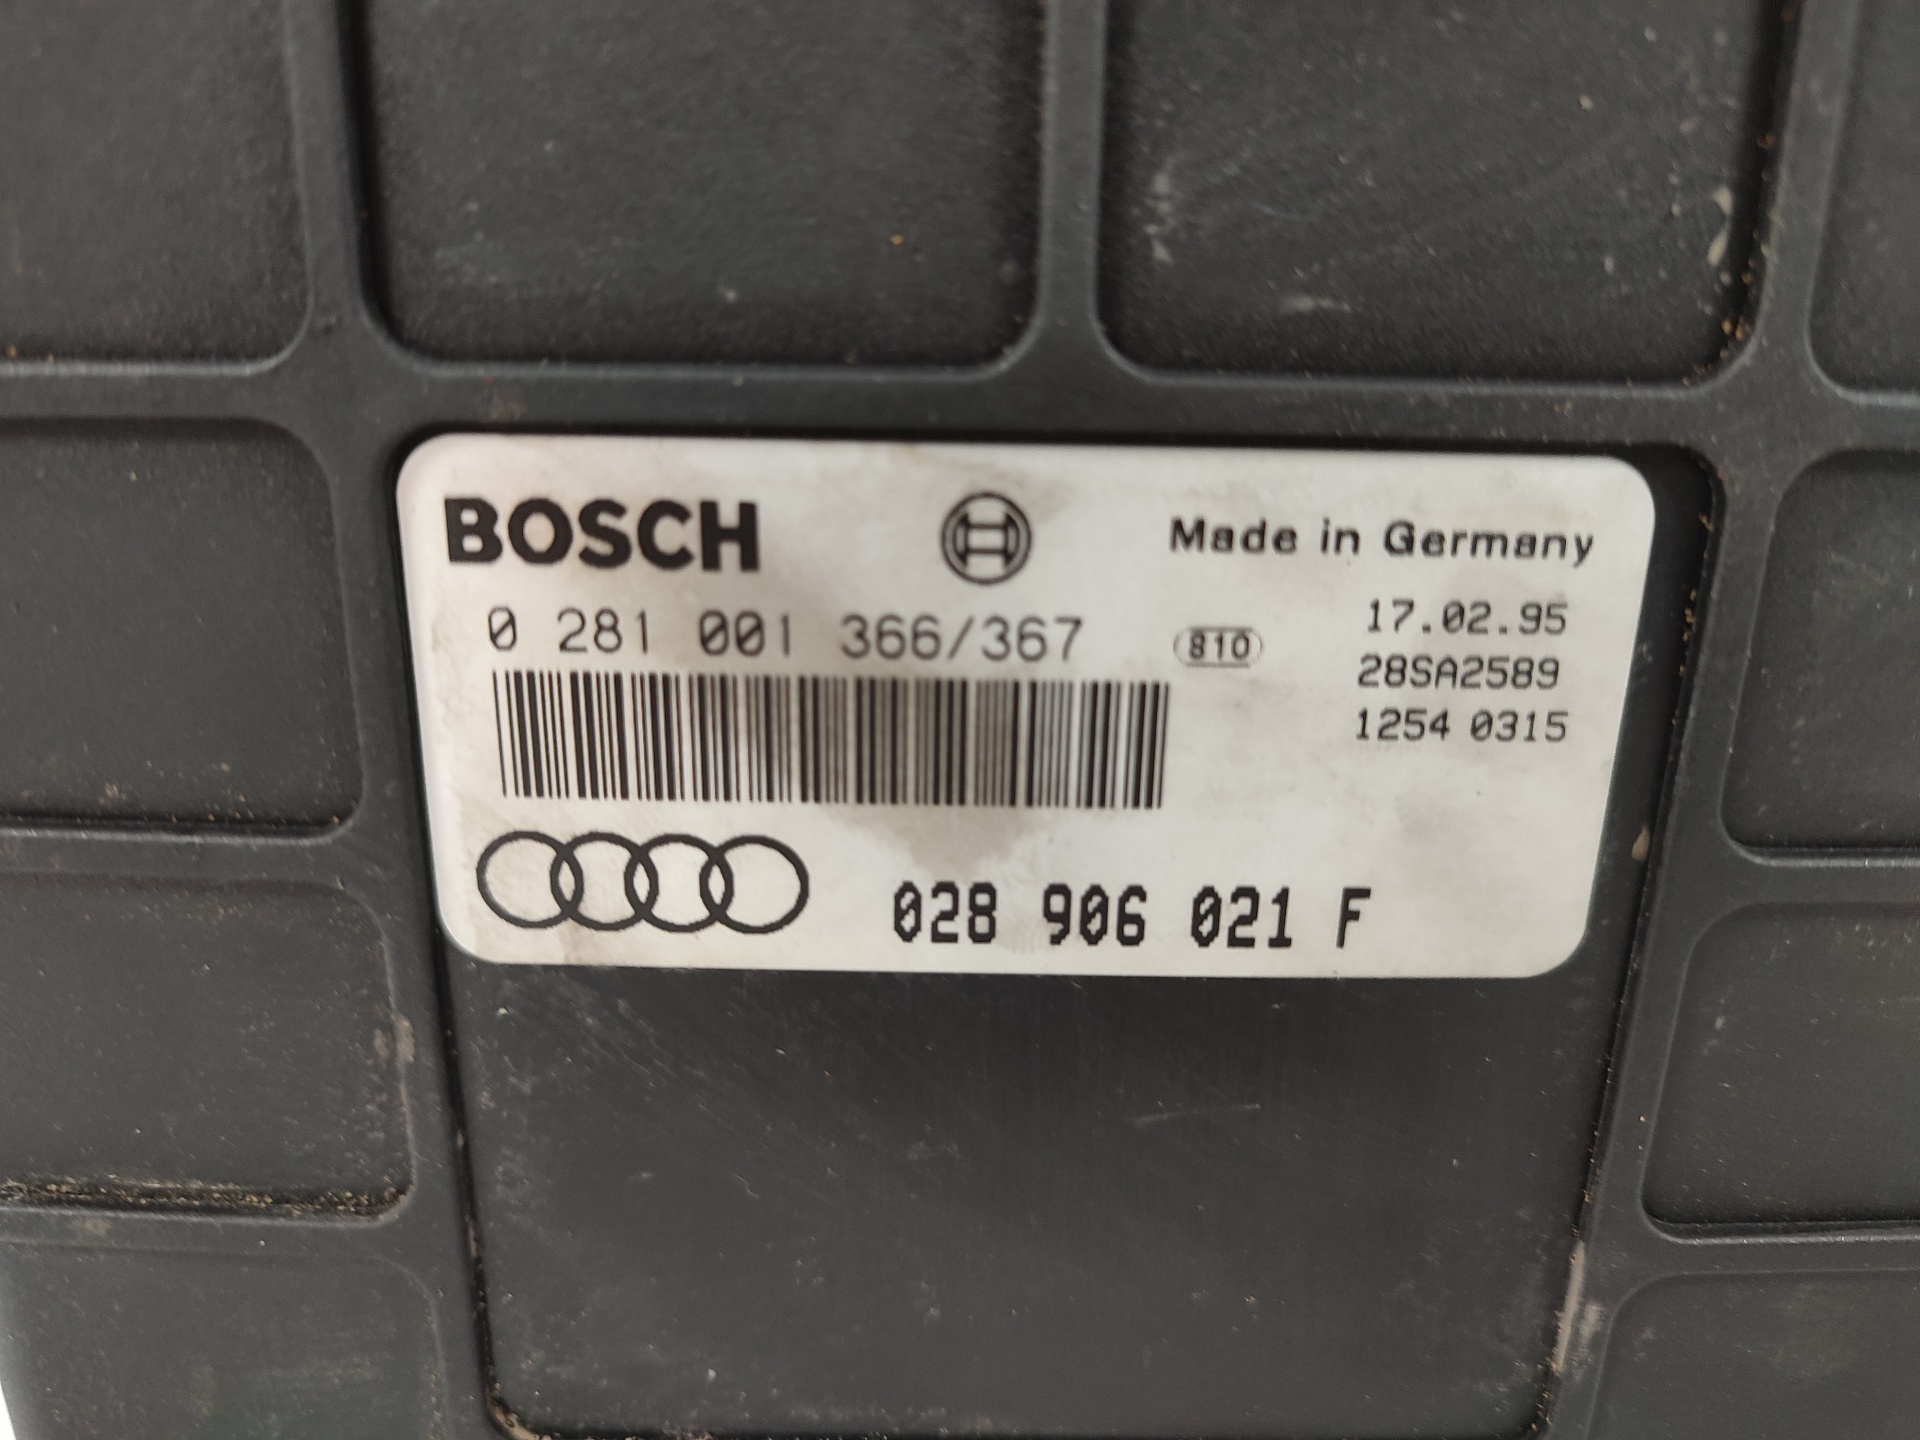 BOSCH Made in Germany
0 281 001 366/367 810 17.02.95
28SA2589
1254 0315
028 906 021 F